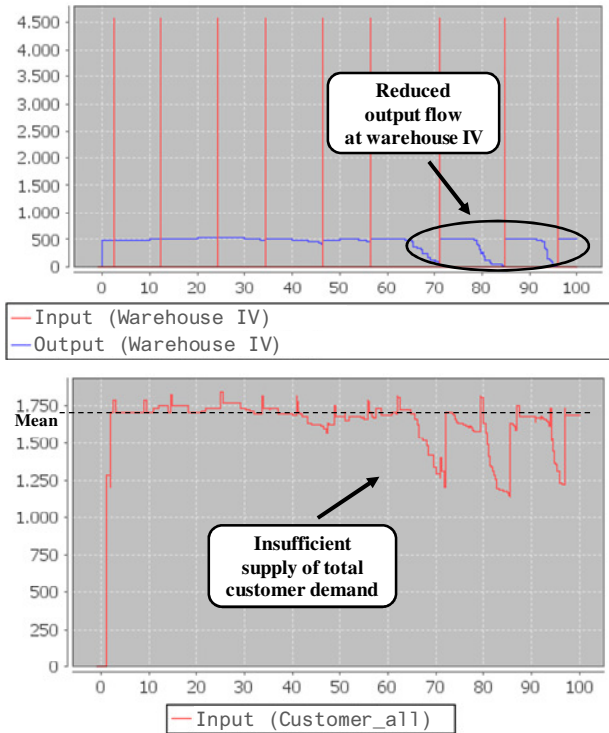 4.500
4.000
3.500
3.000
2.500
2.000
1.500
1.000
500
0
Reduced
output flow
at warehouse IV
0 10 20 30 40 50 60 70 80 90 100
Input (Warehouse IV)
Output (Warehouse IV)
1.750
Mean
1.500
1.250
1.000
750
500
250
0
Insufficient
supply of total
customer demand
0 10 20 30 40 50 60 70 80 90 100
Input (Customer_all)